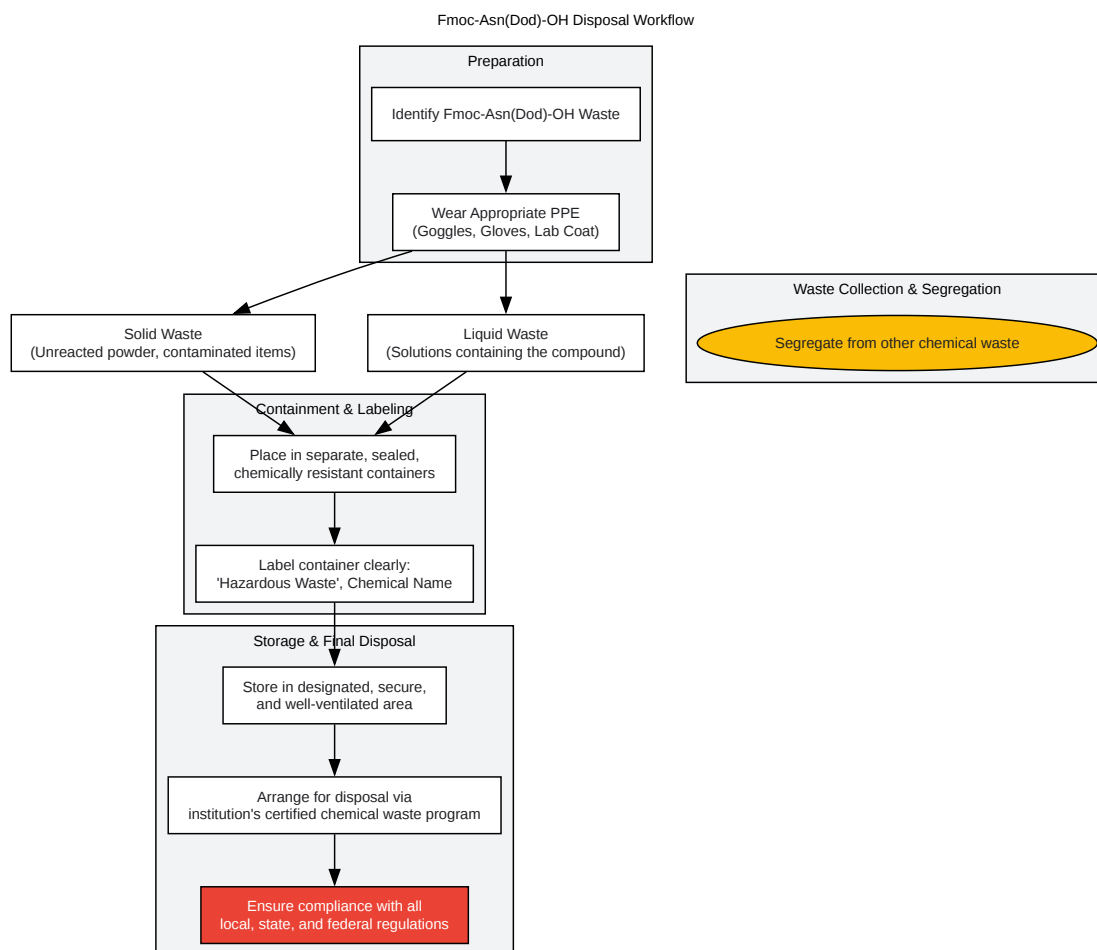 Fmoc-Asn(Dod)-OH Disposal Workflow
Preparation
Identify Fmoc-Asn(Dod)-OH Waste
Wear Appropriate PPE
(Goggles, Gloves, Lab Coat)
Waste Collection & Segregation
Segregate from other chemical waste
Solid Waste
(Unreacted powder, contaminated items)
Liquid Waste
(Solutions containing the compound)
Containment & Labeling
Place in separate, sealed,
chemically resistant containers
Label container clearly:
'Hazardous Waste', Chemical Name
Storage & Final Disposal
Store in designated, secure,
and well-ventilated area
Arrange for disposal via
institution's certified chemical waste program
Ensure compliance with all
local, state, and federal regulations